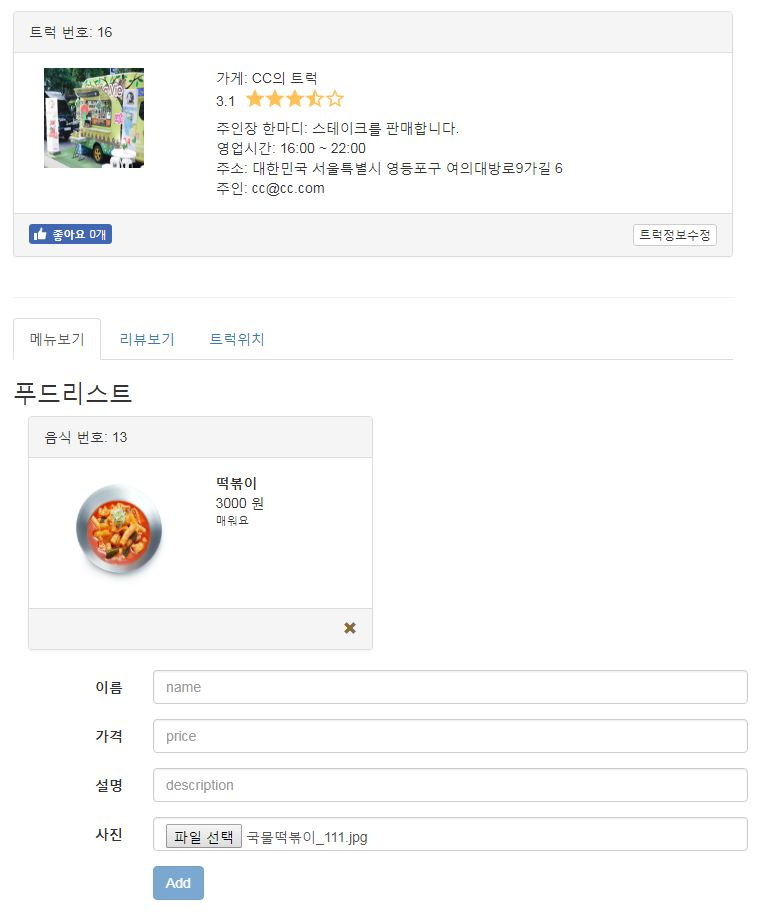 트럭 번호: 16
가게: CC의 트럭
3.1
주인장 한마디: 스테이크를 판매합니다.
영업시간: 16:00 ~ 22:00
주소: 대한민국 서울특별시 영등포구 여의대방로9가길 6
주인: cc@cc.com
좋아요 0개
트럭정보수정
메뉴보기 리뷰보기 트럭위치
푸드리스트
음식 번호: 13
떡볶이
3000 원
매워요
이름 name
가격 price
설명 description
사진 파일 선택 국물떡볶이_111.jpg
Add